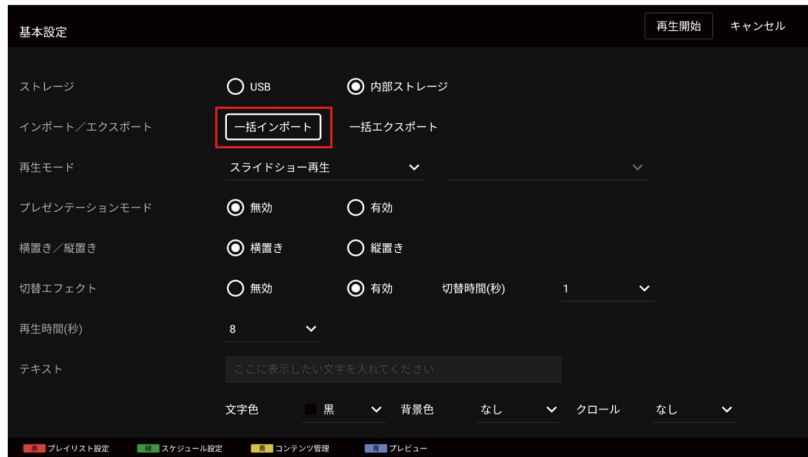 基本設定 再生開始 キャンセル
ストレージ USB 内部ストレージ
インポート／エクスポート 一括インポート 一括エクスポート
再生モード スライドショー再生
プレゼンテーションモード 無効 有効
横置き／縦置き 横置き 縦置き
切替エフェクト 無効 有効 切替時間(秒) 1
再生時間(秒) 8
テキスト ここに表示したい文字を入れてください
文字色 黒 背景色 なし クロール なし
赤 プレイリスト設定 緑 スケジュール設定 黄 コンテンツ管理 青 プレビュー